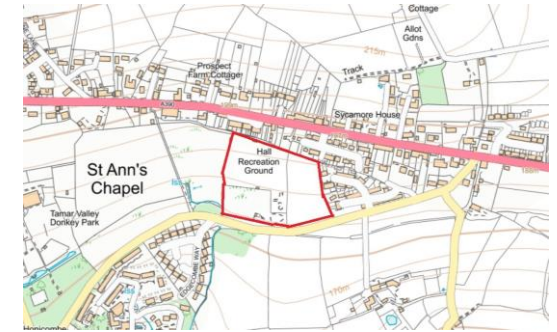 Cottage
Allot
Gdns
215m
Track
Prospect
Farm Cottage
A390
Sycamore House
Hall
Recreation
Ground
St Ann's
Chapel
Tamar Valley
Donkey Park
170m
Honicombe